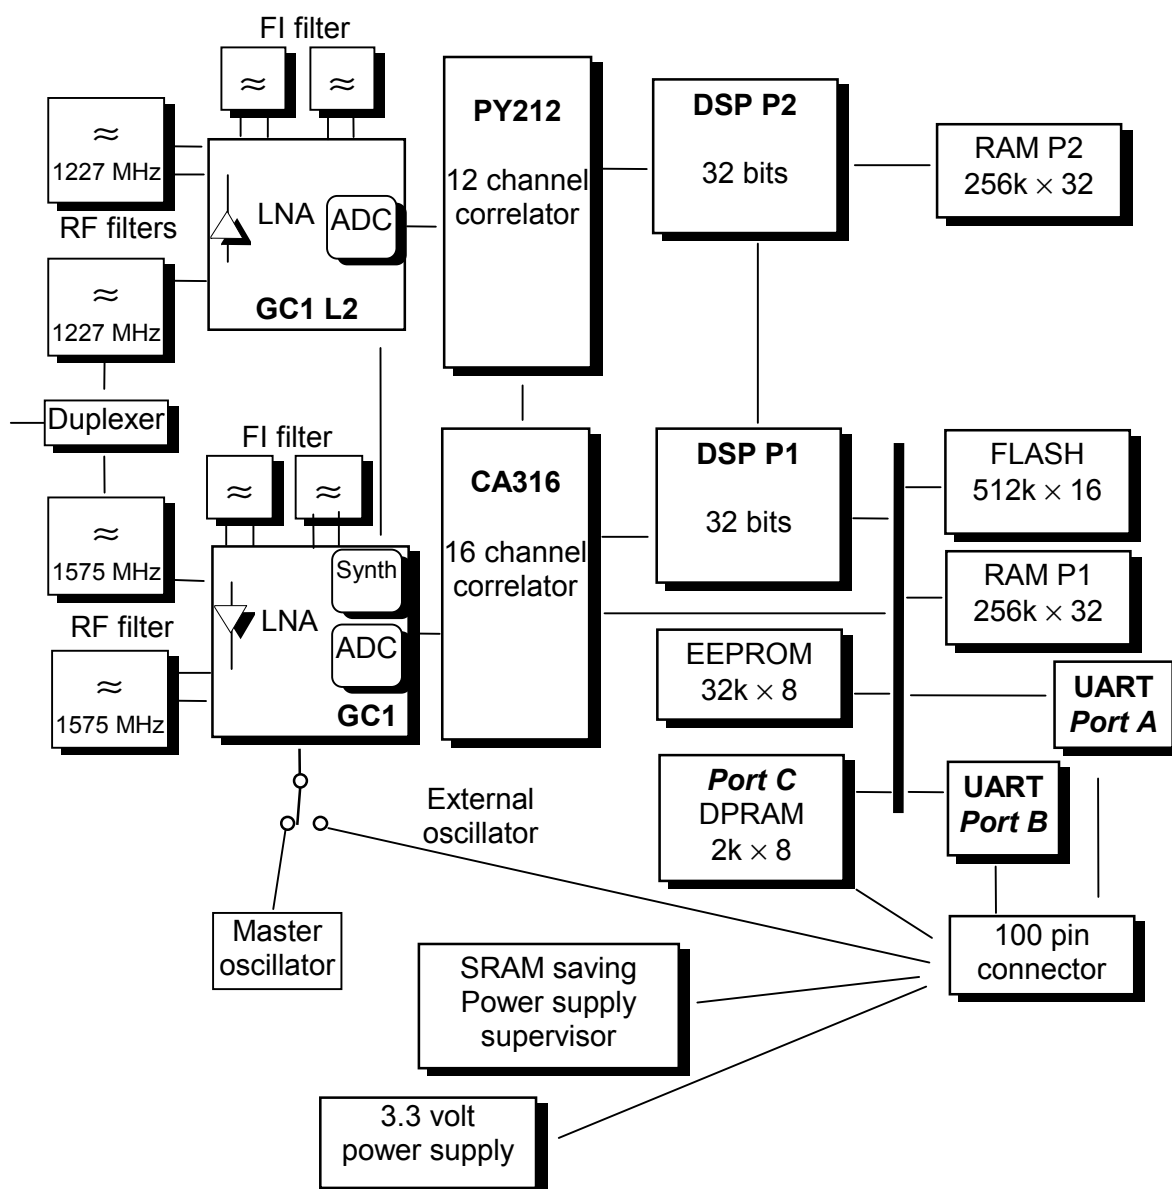 FI filter
≈
≈
≈
1227 MHz
RF filters
LNA
ADC
GC1 L2
PY212
12 channel
correlator
DSP P2
32 bits
RAM P2
256k × 32
≈
1227 MHz
Duplexer
FI filter
≈
≈
≈
1575 MHz
RF filter
≈
1575 MHz
Synth
LNA
ADC
GC1
CA316
16 channel
correlator
DSP P1
32 bits
FLASH
512k × 16
RAM P1
256k × 32
EEPROM
32k × 8
UART
Port A
Port C
DPRAM
2k × 8
UART
Port B
External
oscillator
Master
oscillator
100 pin
connector
SRAM saving
Power supply
supervisor
3.3 volt
power supply